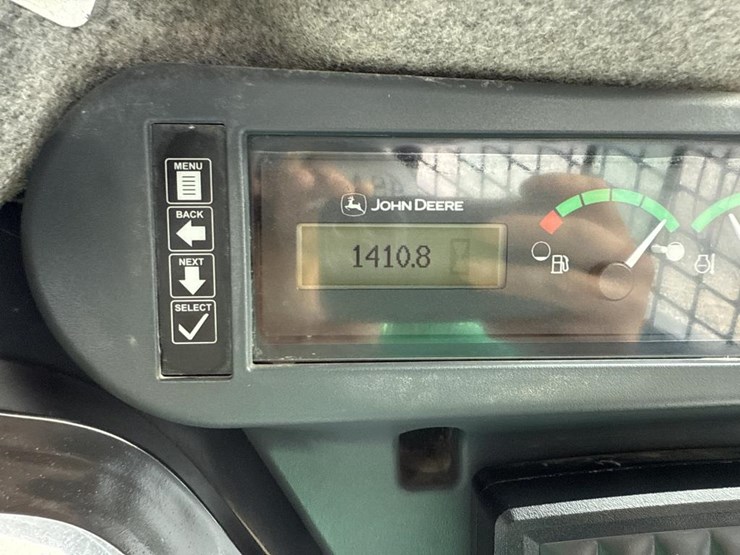 MENU
BACK
NEXT
SELECT
JOHN DEERE
1410.8